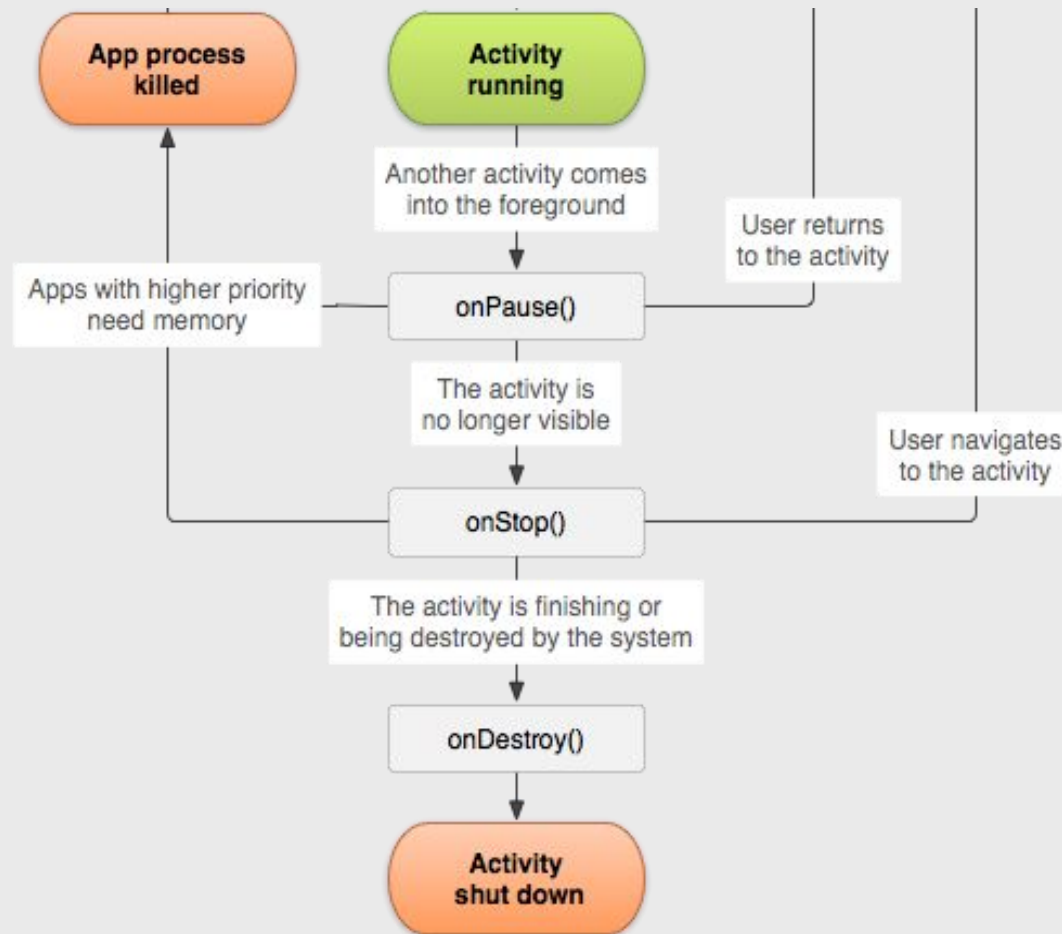 App process
killed
Activity
running
Another activity comes
into the foreground
User returns
to the activity
Apps with higher priority
need memory
onPause()
The activity is
no longer visible
User navigates
to the activity
onStop()
The activity is finishing or
being destroyed by the system
onDestroy()
Activity
shut down